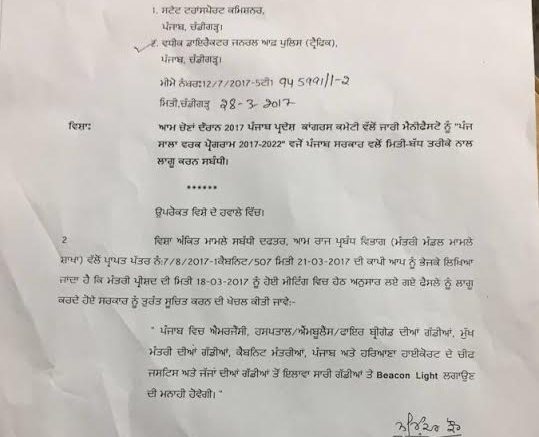 1. ਸਟੇਟ ਟਰਾਂਸਪੋਰਟ ਕਮਿਸ਼ਨਰ,
ਪੰਜਾਬ, ਚੰਡੀਗੜ੍ਹ।
2. ਵਧੀਕ ਡਾਇਰੈਕਟਰ ਜਨਰਲ ਆਫ ਪੁਲਿਸ (ਟ੍ਰੈਫਿਕ),
ਪੰਜਾਬ, ਚੰਡੀਗੜ੍ਹ।
ਮੀਮੋ ਨੰਬਰ:12/7/2017-5ਟੀ1 945991/1-2
ਮਿਤੀ,ਚੰਡੀਗੜ੍ਹ 28-3-2017
ਵਿਸ਼ਾ: ਆਮ ਚੋਣਾਂ ਦੌਰਾਨ 2017 ਪੰਜਾਬ ਪ੍ਰਦੇਸ਼ ਕਾਂਗਰਸ ਕਮੇਟੀ ਵੱਲੋਂ ਜਾਰੀ ਮੈਨੀਫੈਸਟੋ ਨੂੰ "ਪੰਜ
ਸਾਲਾ ਵਰਕ ਪ੍ਰੋਗਰਾਮ 2017-2022" ਵਜੋਂ ਪੰਜਾਬ ਸਰਕਾਰ ਵਲੋਂ ਮਿਤੀ-ਬੱਧ ਤਰੀਕੇ ਨਾਲ
ਲਾਗੂ ਕਰਨ ਸਬੰਧੀ।
******
ਉਪਰੋਕਤ ਵਿਸ਼ੇ ਦੇ ਹਵਾਲੇ ਵਿੱਚ।
2 ਵਿਸ਼ਾ ਅੰਕਿਤ ਮਾਮਲੇ ਸਬੰਧੀ ਦਫਤਰ, ਆਮ ਰਾਜ ਪ੍ਰਬੰਧ ਵਿਭਾਗ (ਮੰਤਰੀ ਮੰਡਲ ਮਾਮਲੇ
ਸ਼ਾਖਾ) ਵੱਲੋਂ ਪ੍ਰਾਪਤ ਪੱਤਰ ਨੰ:7/8/2017-1ਕੈਬਨਿਟ/507 ਮਿਤੀ 21-03-2017 ਦੀ ਕਾਪੀ ਆਪ ਨੂੰ ਭੇਜਕੇ ਲਿਖਿਆ
ਜਾਂਦਾ ਹੈ ਕਿ ਮੰਤਰੀ ਪ੍ਰੀਸ਼ਦ ਦੀ ਮਿਤੀ 18-03-2017 ਨੂੰ ਹੋਈ ਮੀਟਿੰਗ ਵਿਚ ਹੇਠ ਅਨੁਸਾਰ ਲਏ ਗਏ ਫੈਸਲੇ ਨੂੰ ਲਾਗੂ
ਕਰਦੇ ਹੋਏ ਸਰਕਾਰ ਨੂੰ ਤੁਰੰਤ ਸੂਚਿਤ ਕਰਨ ਦੀ ਖੇਚਲ ਕੀਤੀ ਜਾਵੇ:-
" ਪੰਜਾਬ ਵਿਚ ਐਮਰਜੈਂਸੀ, ਹਸਪਤਾਲ/ਐਂਬੂਲੈਂਸ/ਫਾਇਰ ਬ੍ਰੀਗੇਡ ਦੀਆਂ ਗੱਡੀਆਂ, ਮੁੱਖ
ਮੰਤਰੀ ਦੀਆਂ ਗੱਡੀਆਂ, ਕੈਬਨਿਟ ਮੰਤਰੀਆਂ, ਪੰਜਾਬ ਅਤੇ ਹਰਿਆਣਾ ਹਾਈਕੋਰਟ ਦੇ ਚੀਫ
ਜਸਟਿਸ ਅਤੇ ਜੱਜਾਂ ਦੀਆਂ ਗੱਡੀਆਂ ਤੋਂ ਇਲਾਵਾ ਸਾਰੀ ਗੱਡੀਆਂ ਤੇ Beacon Light ਲਗਾਉਣ
ਦੀ ਮਨਾਹੀ ਹੋਵੇਗੀ। "